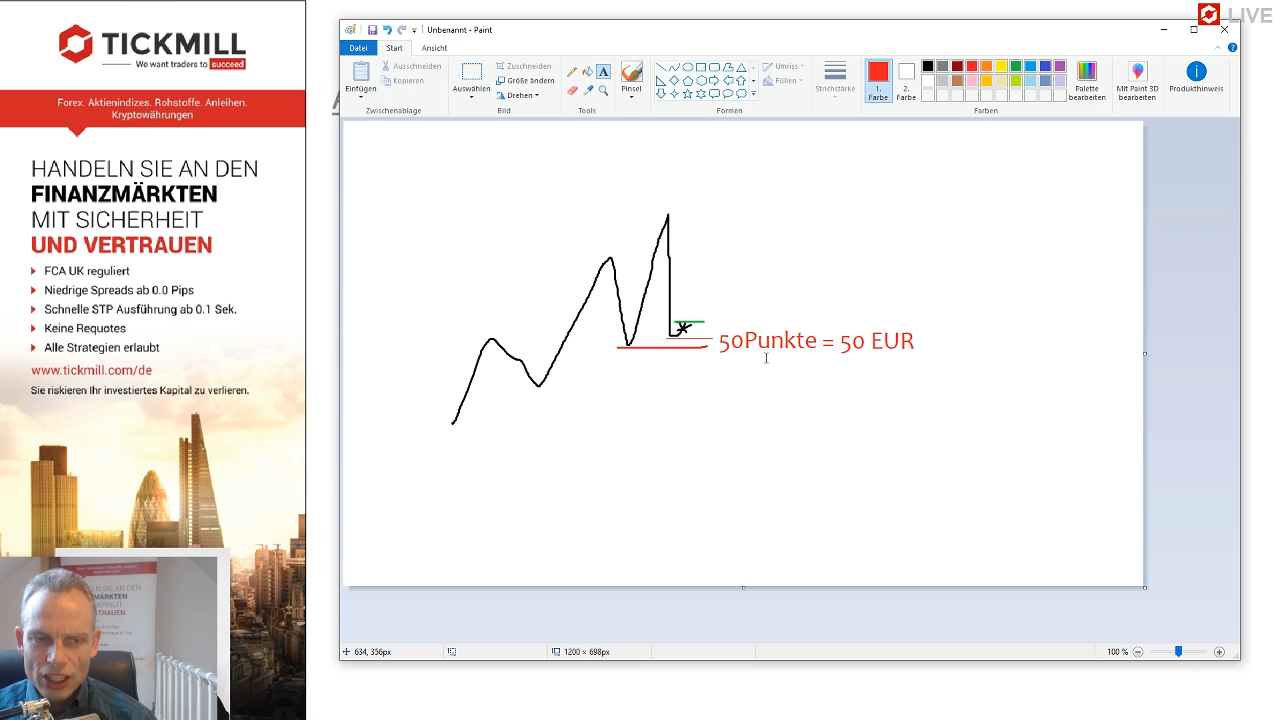 TICKMILL
We want traders to succeed
Forex. Aktienindizes. Rohstoffe. Anleihen.
Kryptowährungen
HANDELN SIE AN DEN
FINANZMÄRKTEN
MIT SICHERHEIT
UND VERTRAUEN
FCA UK reguliert
Niedrige Spreads ab 0.0 Pips
Schnelle STP Ausführung ab 0.1 Sek.
Keine Requotes
Alle Strategien erlaubt
www.tickmill.com/de
Sie riskieren Ihr investiertes Kapital zu verlieren.
LIVE
Unbenannt - Paint
Datei Start Ansicht
Einfügen
Ausschneiden
Kopieren
Zwischenablage
Auswählen
Zuschneiden
Größe ändern
Drehen
Bild
Tools
Pinsel
Formen
Umriss
Füllen
Strichstärke
1. Farbe
2. Farbe
Farben
Palette bearbeiten
Mit Paint 3D bearbeiten
Produkthinweis
50Punkte = 50 EUR
634, 356px
1200 × 698px
100 %